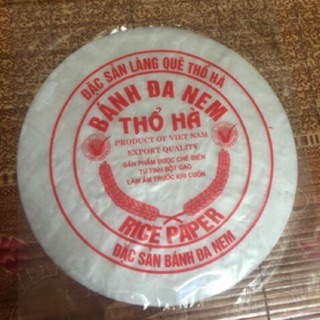 ĐẶC SẢN LÀNG QUÊ THỔ HÀ
BÁNH ĐA NEM
THỔ HÀ
PRODUCT OF VIET NAM
EXPORT QUALITY
SẢN PHẨM ĐƯỢC CHẾ BIẾN
TỪ TINH BỘT GẠO
LÀM ẨM TRƯỚC KHI CUỐN
RICE PAPER
ĐẶC SẢN BÁNH ĐA NEM